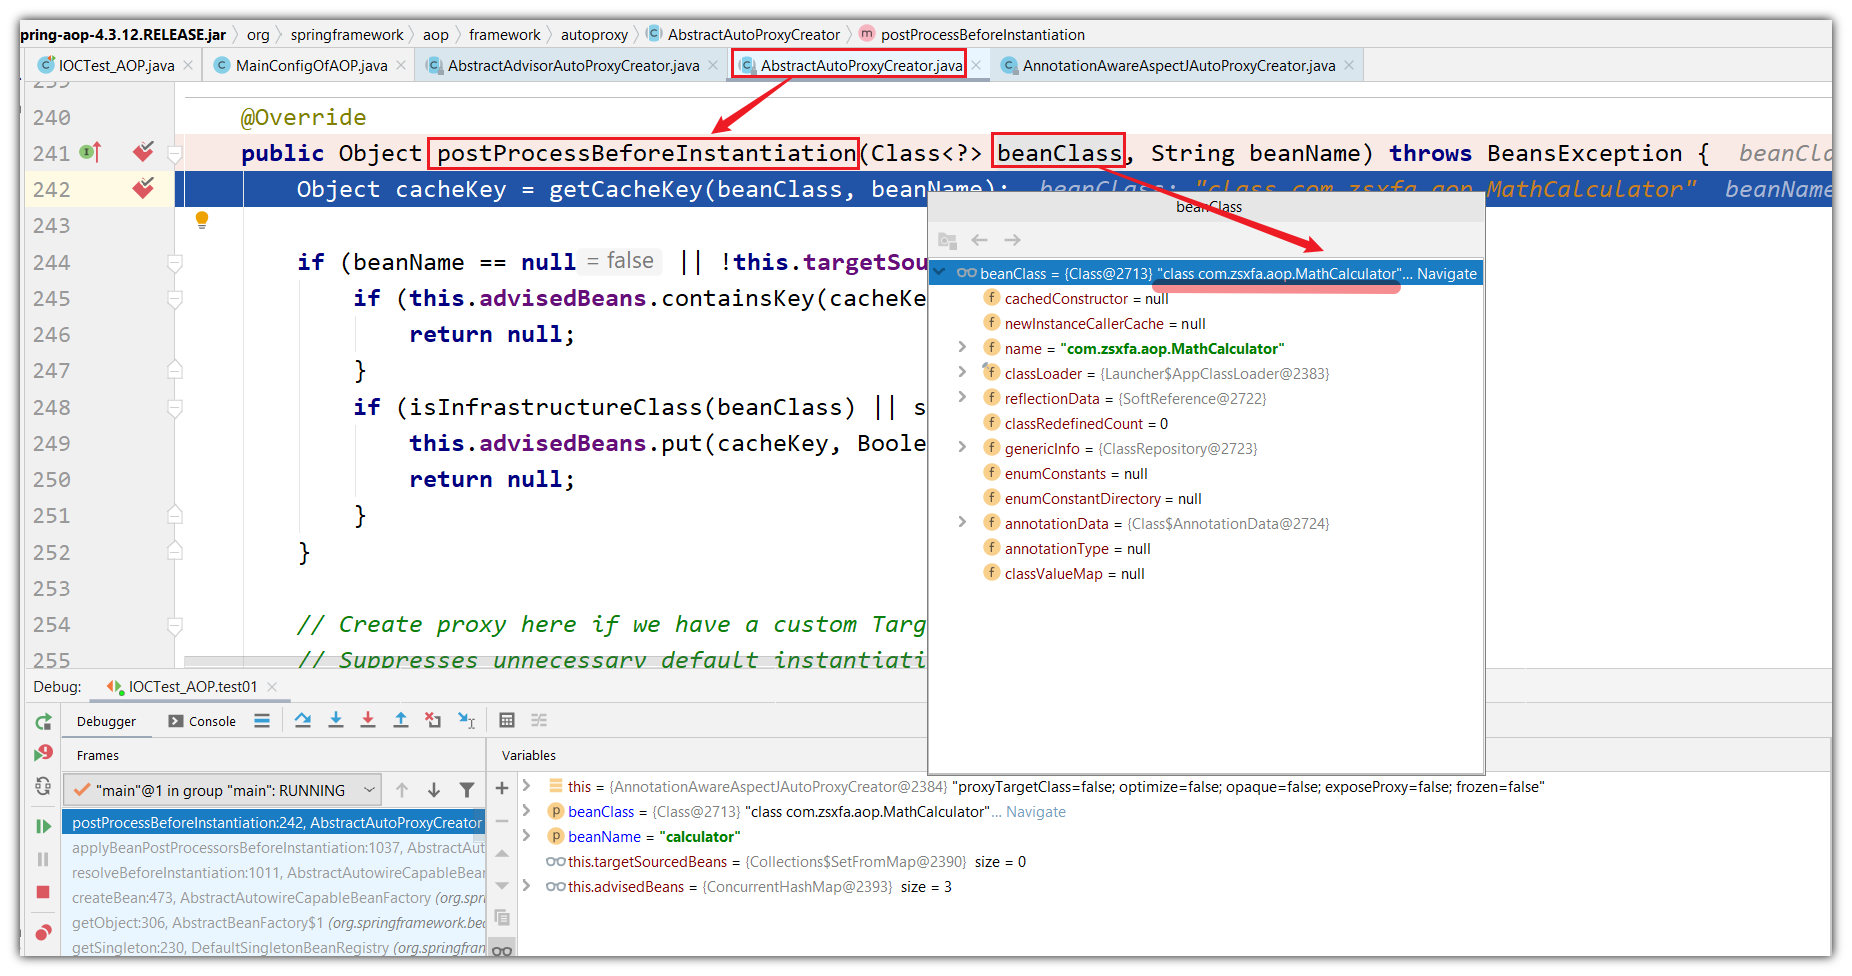 pring-aop-4.3.12.RELEASE.jar › org › springframework › aop › framework › autoproxy › AbstractAutoProxyCreator › postProcessBeforeInstantiation
IOCTest_AOP.java × MainConfigOfAOP.java × AbstractAdvisorAutoProxyCreator.java × AbstractAutoProxyCreator.java × AnnotationAwareAspectJAutoProxyCreator.java ×
240 @Override
241 public Object postProcessBeforeInstantiation(Class<?> beanClass, String beanName) throws BeansException { beanCla
242 Object cacheKey = getCacheKey(beanClass, beanName); beanClass: "class com.zsxfa.aop.MathCalculator" beanName
243
244 if (beanName == null = false || !this.targetSou
245 if (this.advisedBeans.containsKey(cacheKe
246 return null;
247 }
248 if (isInfrastructureClass(beanClass) || s
249 this.advisedBeans.put(cacheKey, Boole
250 return null;
251 }
252 }
253
254 // Create proxy here if we have a custom Targ
255 // Suppresses unnecessary default instantiati
beanClass
beanClass = {Class@2713} "class com.zsxfa.aop.MathCalculator"... Navigate
cachedConstructor = null
newInstanceCallerCache = null
name = "com.zsxfa.aop.MathCalculator"
classLoader = {Launcher$AppClassLoader@2383}
reflectionData = {SoftReference@2722}
classRedefinedCount = 0
genericInfo = {ClassRepository@2723}
enumConstants = null
enumConstantDirectory = null
annotationData = {Class$AnnotationData@2724}
annotationType = null
classValueMap = null
Debug: IOCTest_AOP.test01 ×
Debugger Console
Frames
"main"@1 in group "main": RUNNING
postProcessBeforeInstantiation:242, AbstractAutoProxyCreator
applyBeanPostProcessorsBeforeInstantiation:1037, AbstractAut
resolveBeforeInstantiation:1011, AbstractAutowireCapableBean
createBean:473, AbstractAutowireCapableBeanFactory (org.spri
getObject:306, AbstractBeanFactory$1 (org.springframework.bea
getSingleton:230, DefaultSingletonBeanRegistry (org.springfran
Variables
this = {AnnotationAwareAspectJAutoProxyCreator@2384} "proxyTargetClass=false; optimize=false; opaque=false; exposeProxy=false; frozen=false"
beanClass = {Class@2713} "class com.zsxfa.aop.MathCalculator"... Navigate
beanName = "calculator"
this.targetSourcedBeans = {Collections$SetFromMap@2390} size = 0
this.advisedBeans = {ConcurrentHashMap@2393} size = 3